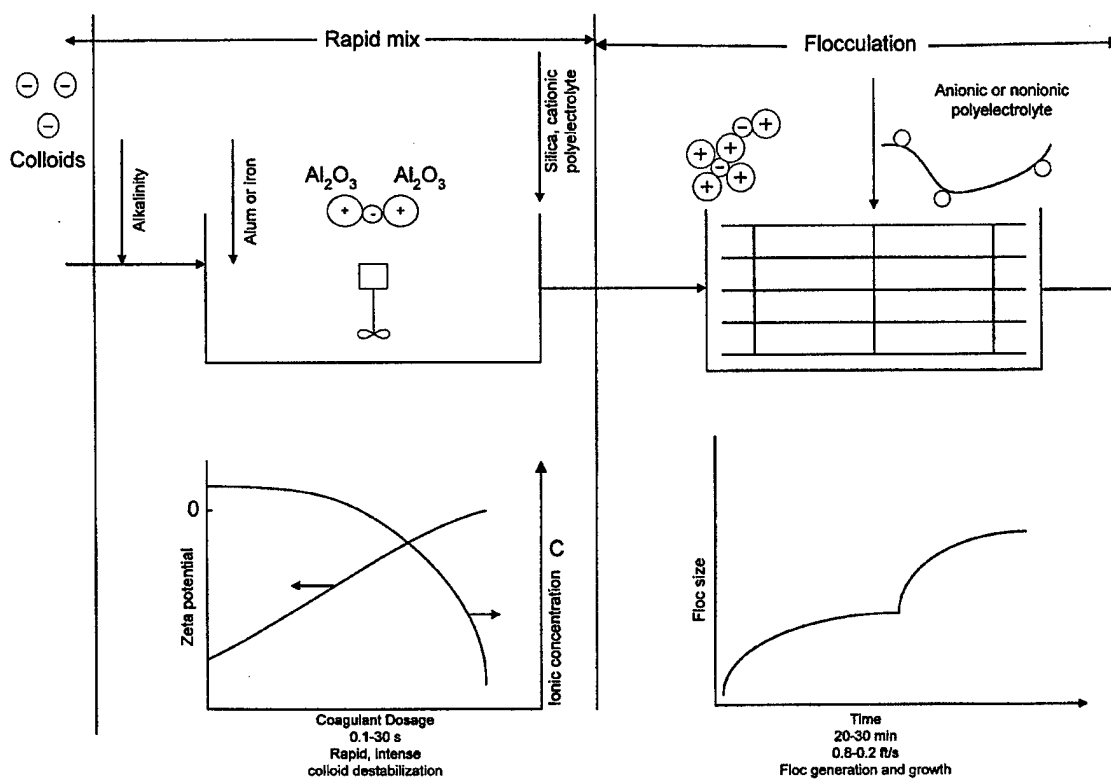 Rapid mix
Flocculation
Colloids
Alkalinity
Alum or iron
Al2O3 Al2O3
Silica, cationic
polyelectrolyte
Anionic or nonionic
polyelectrolyte
- -
-
+ - +
- +
+ +
-
+ +
0
Zeta potential
Ionic concentration C
Coagulant Dosage
0.1-30 s
Rapid, intense
colloid destabilization
Floc size
Time
20-30 min
0.8-0.2 ft/s
Floc generation and growth